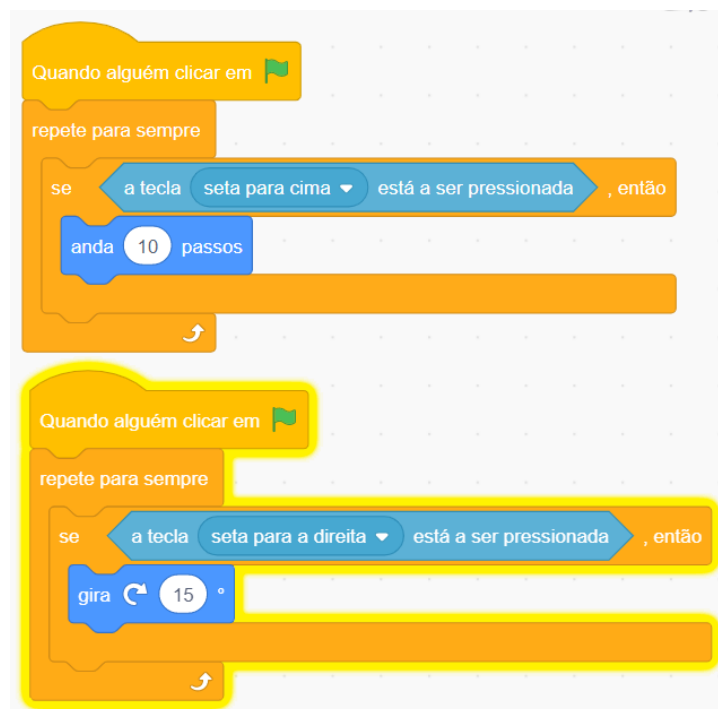 Quando alguém clicar em
repete para sempre
se a tecla seta para cima está a ser pressionada , então
anda 10 passos
Quando alguém clicar em
repete para sempre
se a tecla seta para a direita está a ser pressionada , então
gira 15 °